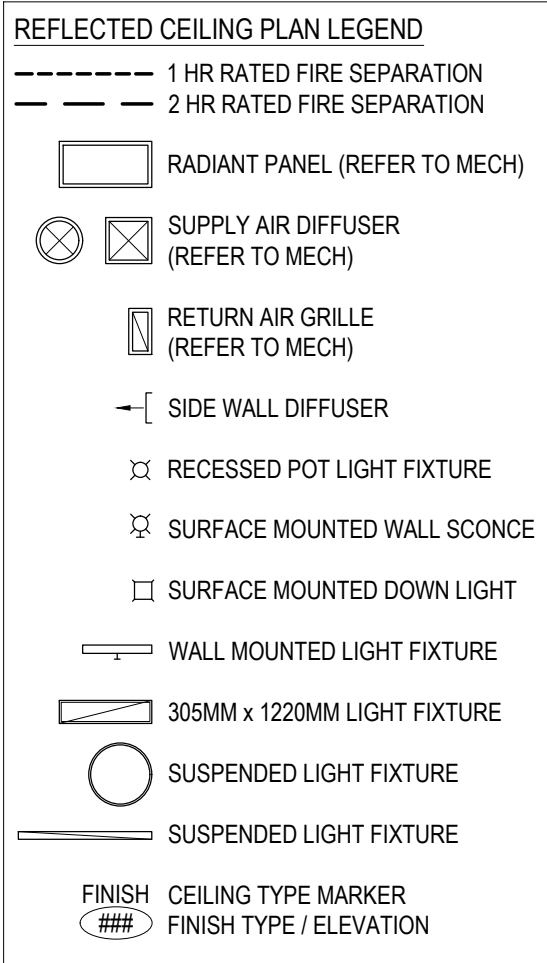 REFLECTED CEILING PLAN LEGEND
1 HR RATED FIRE SEPARATION
2 HR RATED FIRE SEPARATION
RADIANT PANEL (REFER TO MECH)
SUPPLY AIR DIFFUSER
(REFER TO MECH)
RETURN AIR GRILLE
(REFER TO MECH)
SIDE WALL DIFFUSER
RECESSED POT LIGHT FIXTURE
SURFACE MOUNTED WALL SCONCE
SURFACE MOUNTED DOWN LIGHT
WALL MOUNTED LIGHT FIXTURE
305MM x 1220MM LIGHT FIXTURE
SUSPENDED LIGHT FIXTURE
SUSPENDED LIGHT FIXTURE
FINISH CEILING TYPE MARKER
### FINISH TYPE / ELEVATION